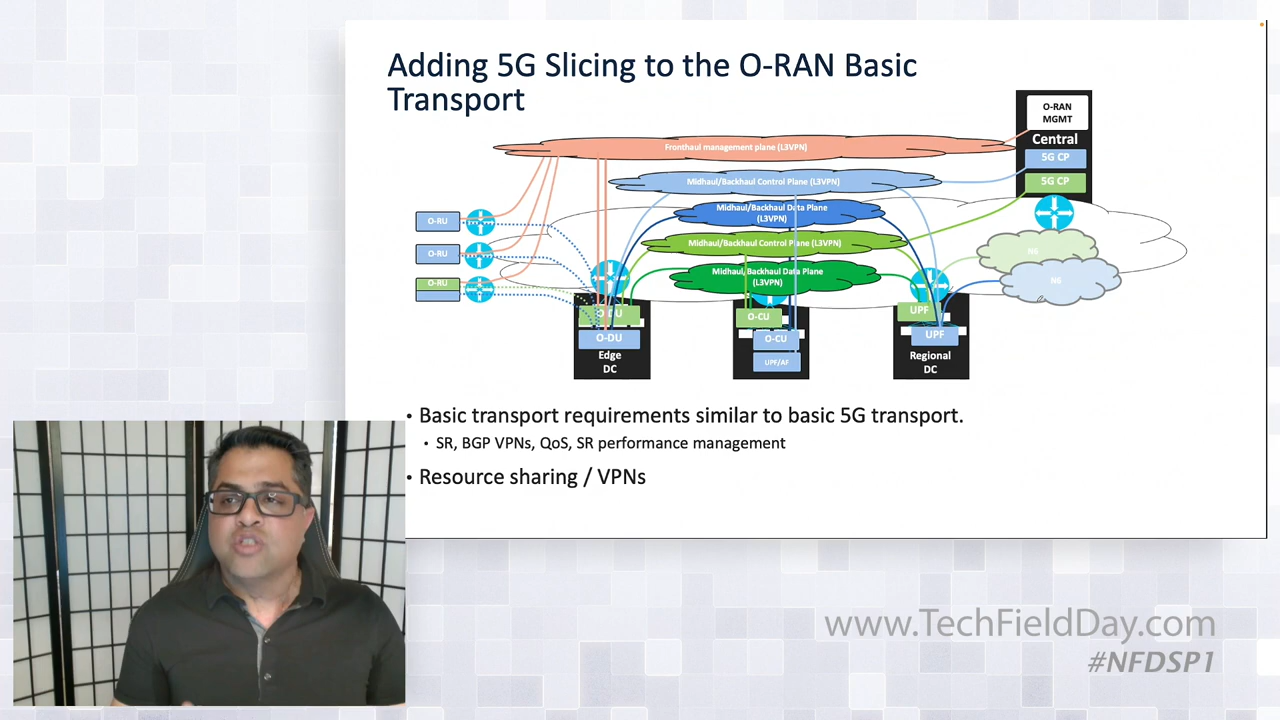 Adding 5G Slicing to the O-RAN Basic
Transport
O-RAN
MGMT
Central
5G CP
5G CP
Fronthaul management plane (L3VPN)
Midhaul/Backhaul Control Plane (L3VPN)
Midhaul/Backhaul Data Plane
(L3VPN)
Midhaul/Backhaul Control Plane (L3VPN)
Midhaul/Backhaul Data Plane
(L3VPN)
O-RU
O-RU
O-RU
N6
N6
O-DU
O-DU
Edge
DC
O-CU
O-CU
UPF/AF
UPF
UPF
Regional
DC
• Basic transport requirements similar to basic 5G transport.
• SR, BGP VPNs, QoS, SR performance management
• Resource sharing / VPNs
www.TechFieldDay.com
#NFDSP1